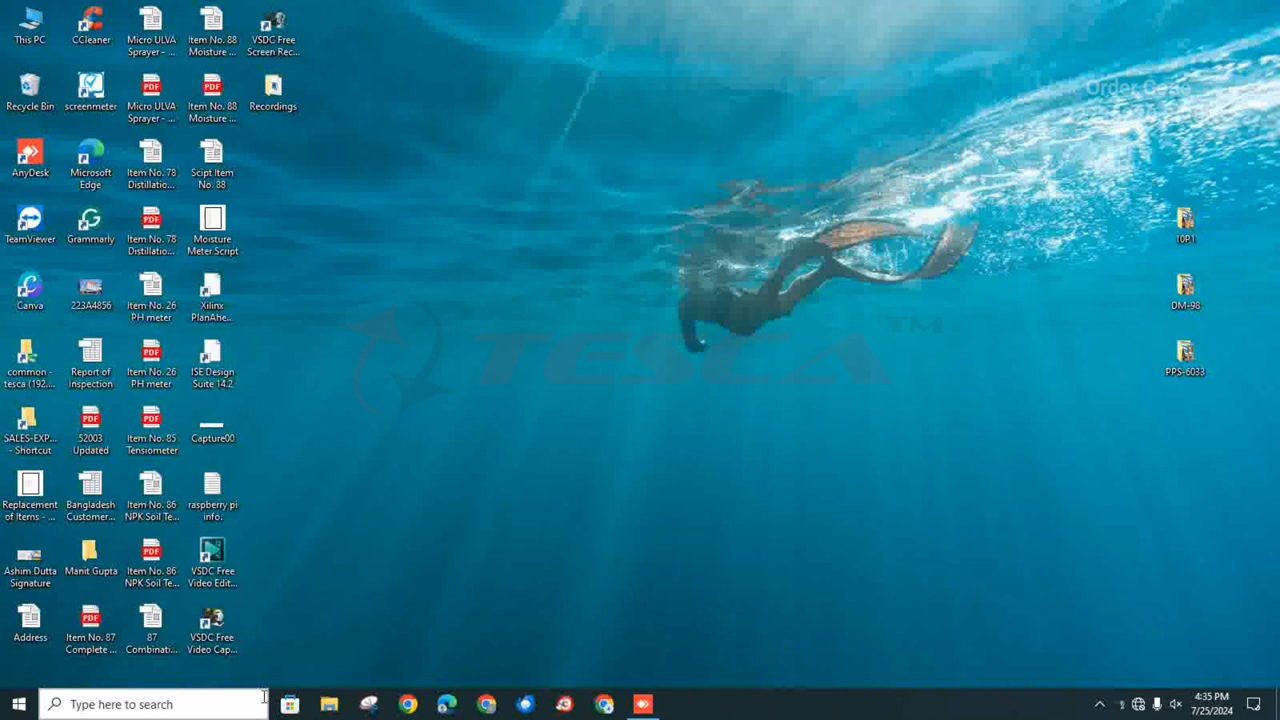 This PC
CCleaner
Micro ULVA
Sprayer - ...
Item No. 88
Moisture ...
VSDC Free
Screen Rec...
Recycle Bin
screenmeter
Micro ULVA
Sprayer - ...
Item No. 88
Moisture ...
Recordings
AnyDesk
Microsoft
Edge
Item No. 78
Distillatio...
Scipt Item
No. 88
TeamViewer
Grammarly
Item No. 78
Distillatio...
Moisture
Meter Script
Canva
223A4856
Item No. 26
PH meter
Xilinx
PlanAhe...
common -
tesca (192....
Report of
Inspection
Item No. 26
PH meter
ISE Design
Suite 14.2
SALES-EXP...
- Shortcut
52003
Updated
Item No. 85
Tensiometer
Capture00
Replacement
of Items - ...
Bangladesh
Customer...
Item No. 86
NPK Soil Te...
raspberry pi
info.
Ashim Dutta
Signature
Manit Gupta
Item No. 86
NPK Soil Te...
VSDC Free
Video Edit...
Address
Item No. 87
Complete ...
87
Combinati...
VSDC Free
Video Cap...
Order Code
TESCA™
10P1
DM-98
PPS-6033
Type here to search
4:35 PM
7/25/2024